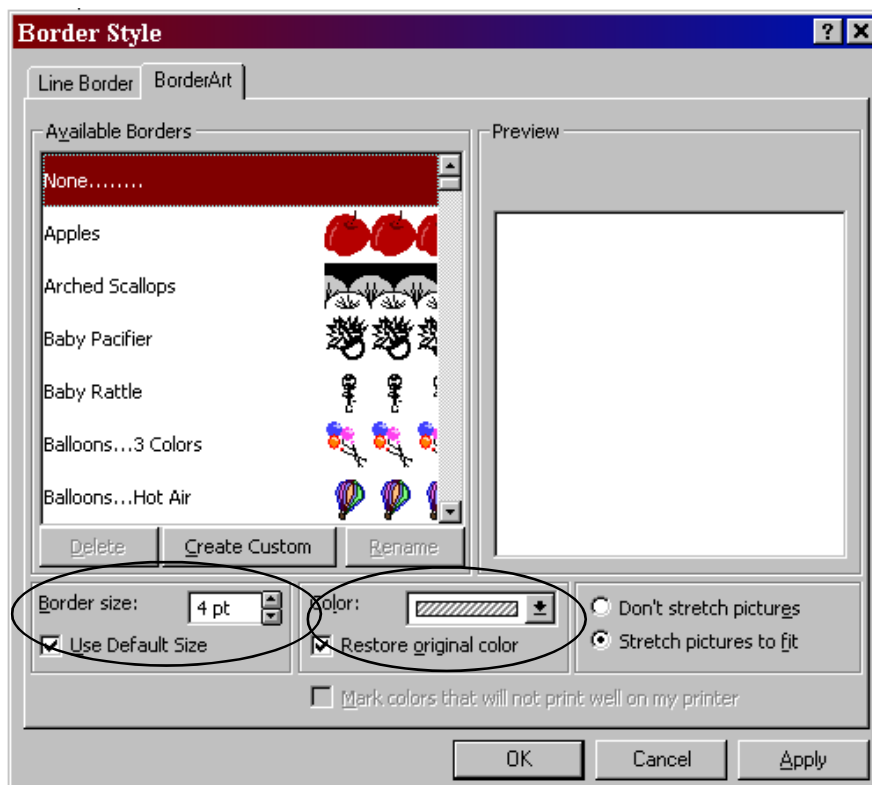 Border Style
Line Border BorderArt
Available Borders
Preview
None........
Apples
Arched Scallops
Baby Pacifier
Baby Rattle
Balloons...3 Colors
Balloons...Hot Air
Delete Create Custom Rename
Border size: 4 pt
Use Default Size
Color:
Restore original color
Don't stretch pictures
Stretch pictures to fit
Mark colors that will not print well on my printer
OK Cancel Apply